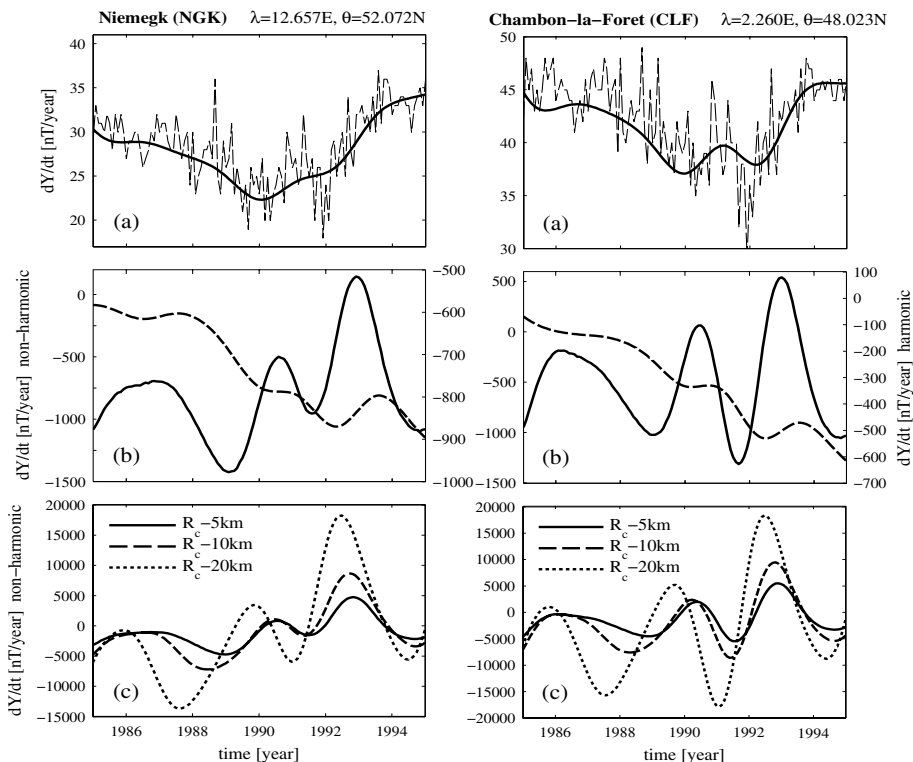 Niemegk (NGK) λ=12.657E, θ=52.072N
40
35
30
25
20
dY/dt [nT/year]
(a)
0
−500
−1000
−1500
dY/dt [nT/year] non−harmonic
−500
−600
−700
−800
−900
−1000
(b)
20000
15000
10000
5000
0
−5000
−10000
−15000
dY/dt [nT/year] non−harmonic
R_c−5km
R_c−10km
R_c−20km
(c)
1986 1988 1990 1992 1994
time [year]
Chambon−la−Foret (CLF) λ=2.260E, θ=48.023N
50
45
40
35
30
(a)
500
0
−500
−1000
−1500
100
0
−100
−200
−300
−400
−500
−600
−700
dY/dt [nT/year] harmonic
(b)
20000
15000
10000
5000
0
−5000
−10000
−15000
−20000
R_c−5km
R_c−10km
R_c−20km
(c)
1986 1988 1990 1992 1994
time [year]